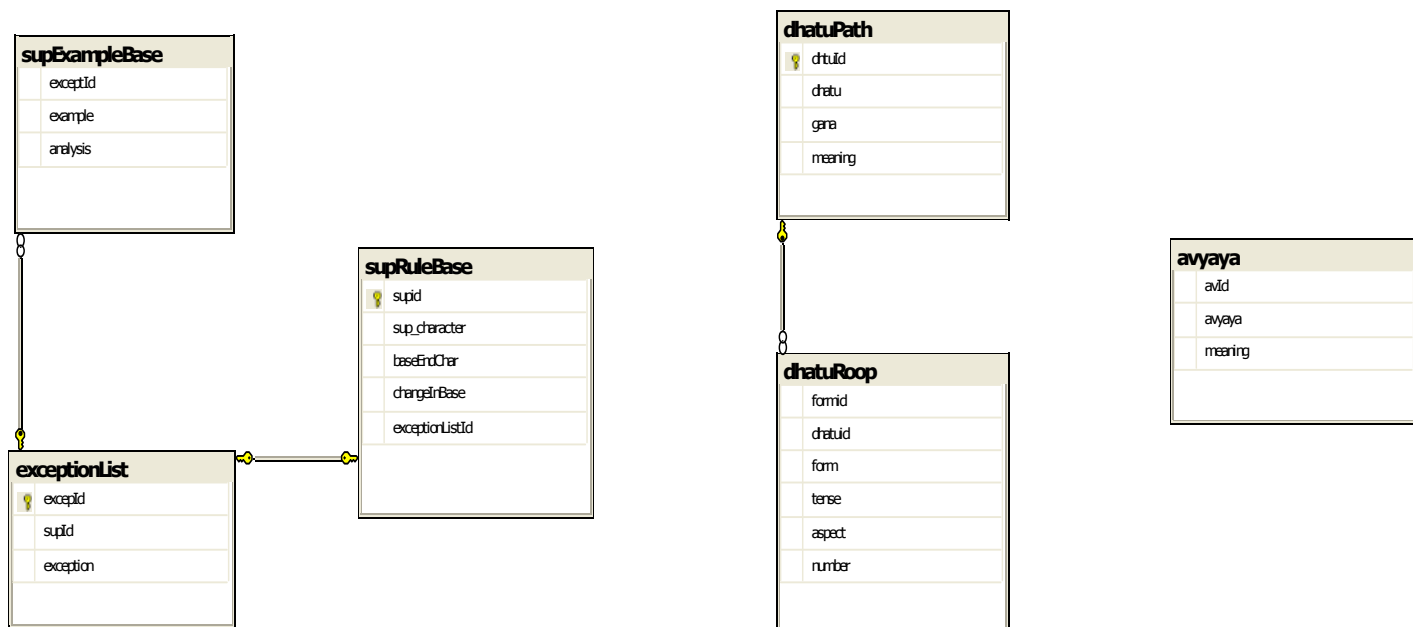 supExampleBase
exceptId
example
analysis
supRuleBase
supid
sup_character
baseEndChar
changeInBase
exceptionListId
exceptionList
excepId
supId
exception
dhatuPath
dhtuId
dhatu
gana
meaning
dhatuRoop
formid
dhatuid
form
tense
aspect
number
avyaya
avId
avyaya
meaning